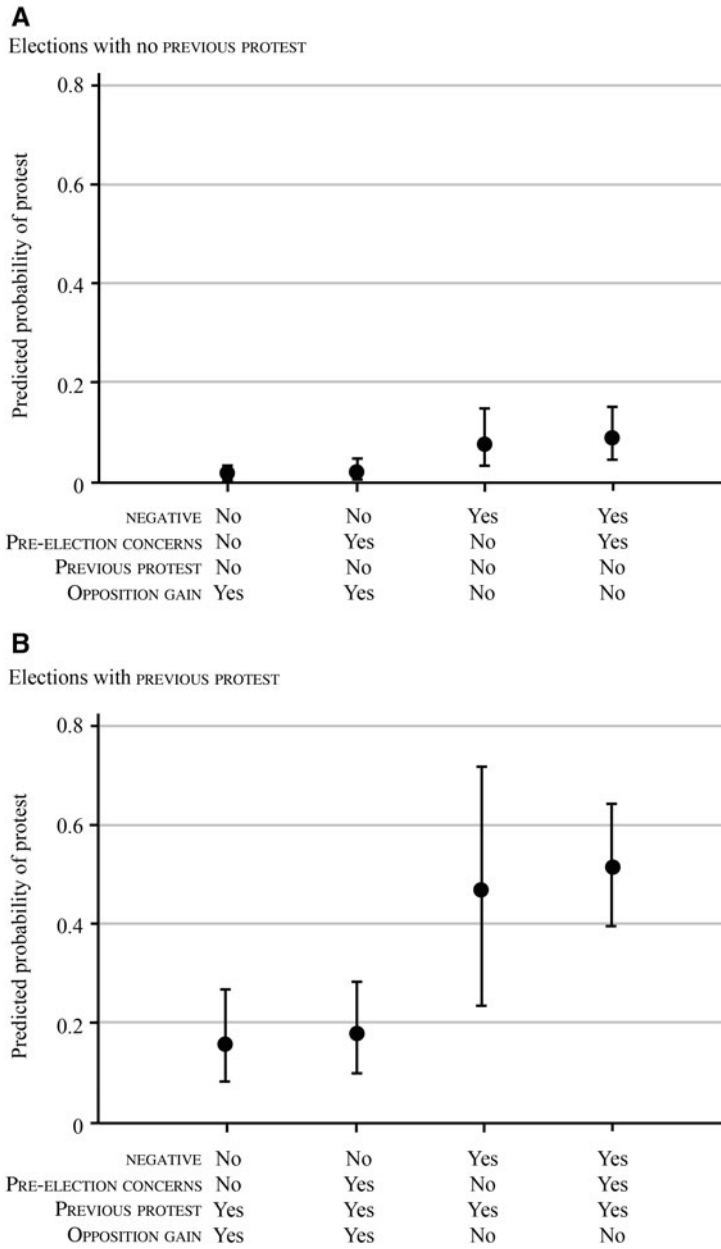 A
Elections with no PREVIOUS PROTEST
0.8
0.6
0.4
0.2
0
Predicted probability of protest
NEGATIVE No No Yes Yes
PRE-ELECTION CONCERNS No Yes No Yes
PREVIOUS PROTEST No No No No
OPPOSITION GAIN Yes Yes No No
B
Elections with PREVIOUS PROTEST
0.8
0.6
0.4
0.2
0
Predicted probability of protest
NEGATIVE No No Yes Yes
PRE-ELECTION CONCERNS No Yes No Yes
PREVIOUS PROTEST Yes Yes Yes Yes
OPPOSITION GAIN Yes Yes No No